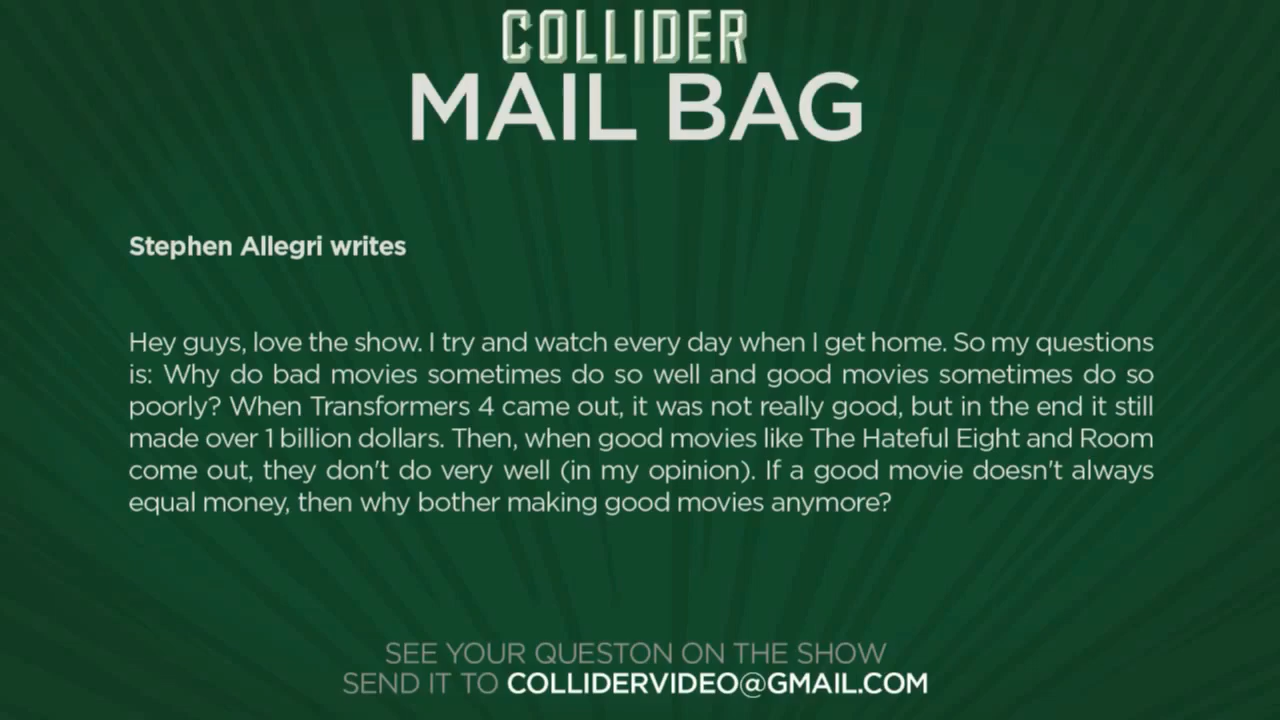 COLLIDER
MAIL BAG
Stephen Allegri writes
Hey guys, love the show. I try and watch every day when I get home. So my questions
is: Why do bad movies sometimes do so well and good movies sometimes do so
poorly? When Transformers 4 came out, it was not really good, but in the end it still
made over 1 billion dollars. Then, when good movies like The Hateful Eight and Room
come out, they don't do very well (in my opinion). If a good movie doesn't always
equal money, then why bother making good movies anymore?
SEE YOUR QUESTON ON THE SHOW
SEND IT TO COLLIDERVIDEO@GMAIL.COM